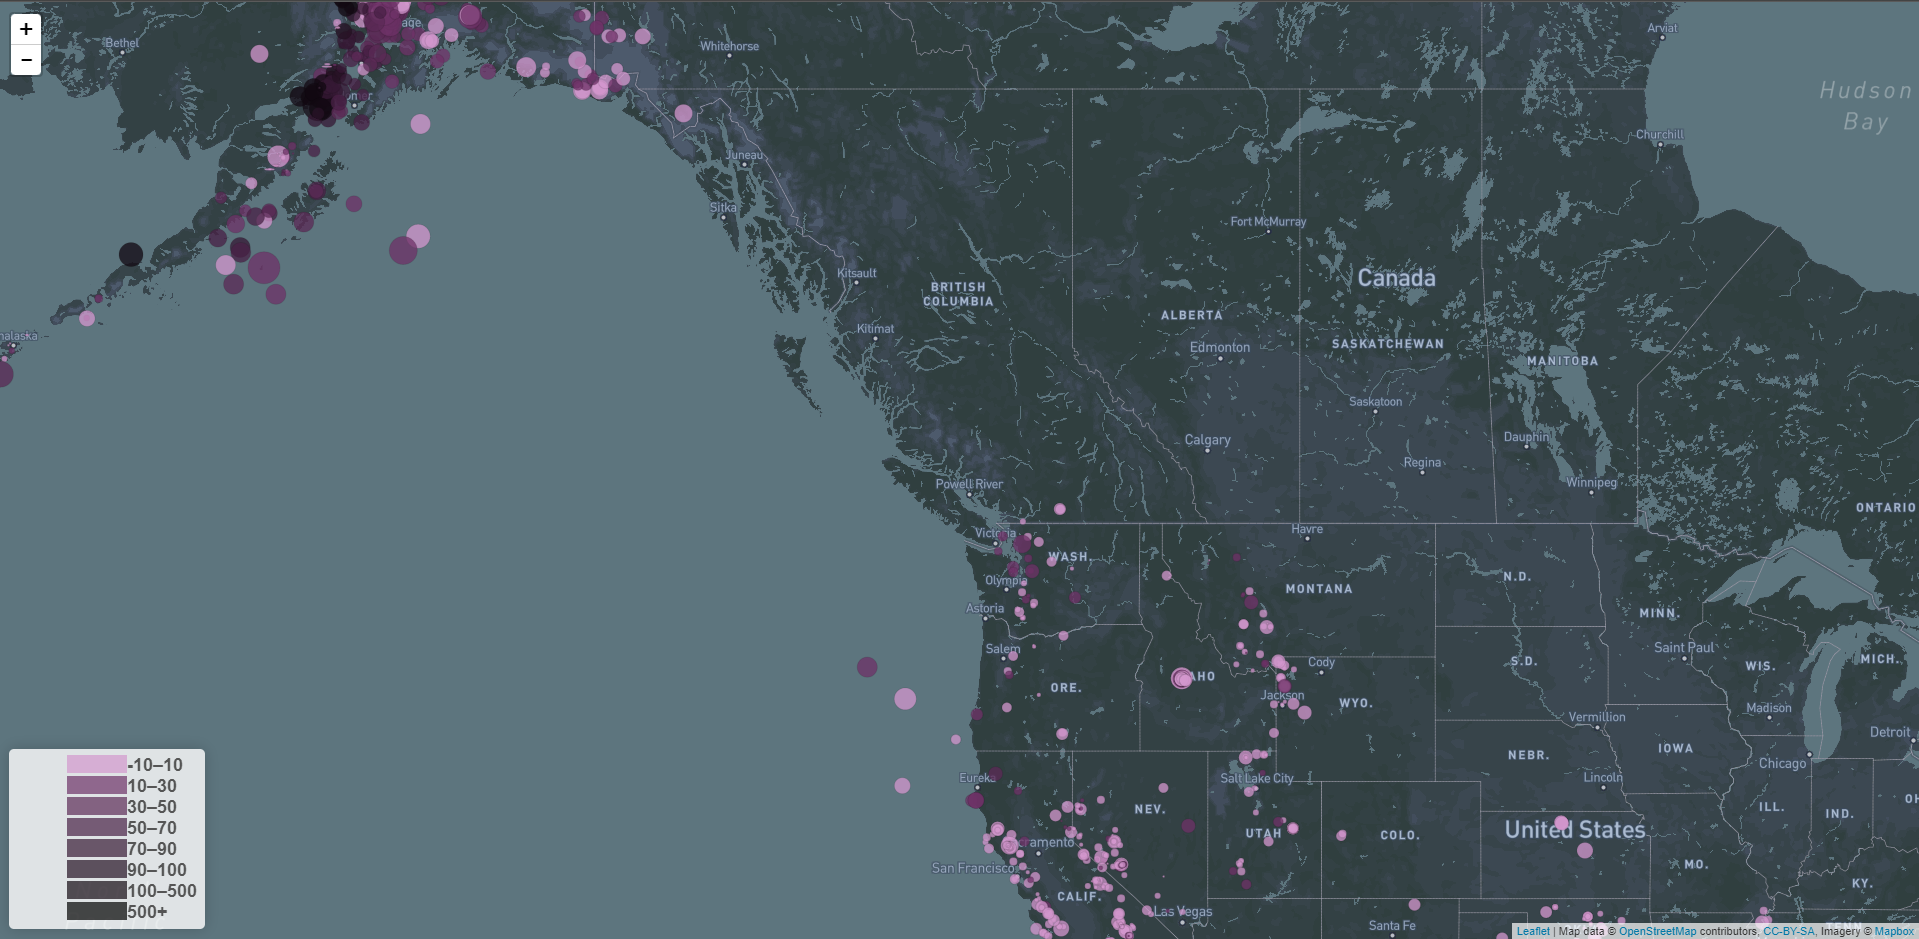 +
−
Bethel
age
Whitehorse
Arviat
Hudson
Bay
Churchill
Juneau
Sitka
Fort McMurray
Canada
Kitsault
BRITISH
COLUMBIA
ALBERTA
Kitimat
nalaska
Edmonton
SASKATCHEWAN
MANITOBA
Saskatoon
Calgary
Dauphin
Regina
Powell River
Winnipeg
ONTARIO
Victoria
Havre
WASH.
Olympia
N.D.
MONTANA
Astoria
MINN.
Salem
Saint Paul
Cody
S.D.
WIS.
MICH.
AHO
ORE.
Jackson
WYO.
Vermillion
Madison
Detroit
IOWA
NEBR.
Chicago
Eureka
Salt Lake City
Lincoln
NEV.
ILL.
IND.
OH
UTAH
COLO.
United States
cramento
San Francisco
MO.
CALIF.
KY.
Las Vegas
Santa Fe
-10–10
10–30
30–50
50–70
70–90
90–100
100–500
500+
Leaflet | Map data © OpenStreetMap contributors, CC-BY-SA, Imagery © Mapbox